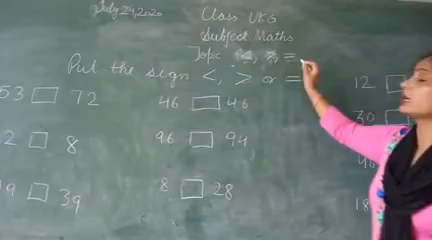 July 24, 2020
Class UKG
Subject Maths
Topic <, >, =
Put the sign <, > or =
53 □ 72
46 □ 46
12 □
2 □ 8
96 □ 94
30 □
9 □ 39
8 □ 28
46
18